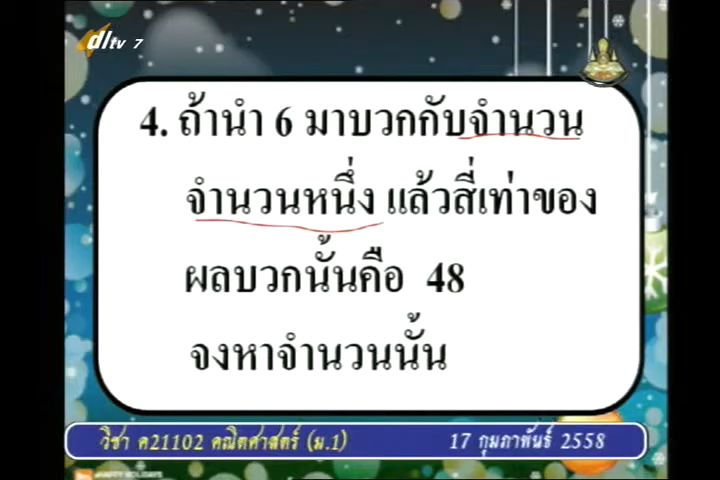 dltv 7
4. ถ้านำ 6 มาบวกกับจำนวน
จำนวนหนึ่ง แล้วสี่เท่าของ
ผลบวกนั้นคือ 48
จงหาจำนวนนั้น
วิชา ค21102 คณิตศาสตร์ (ม.1) 17 กุมภาพันธ์ 2558